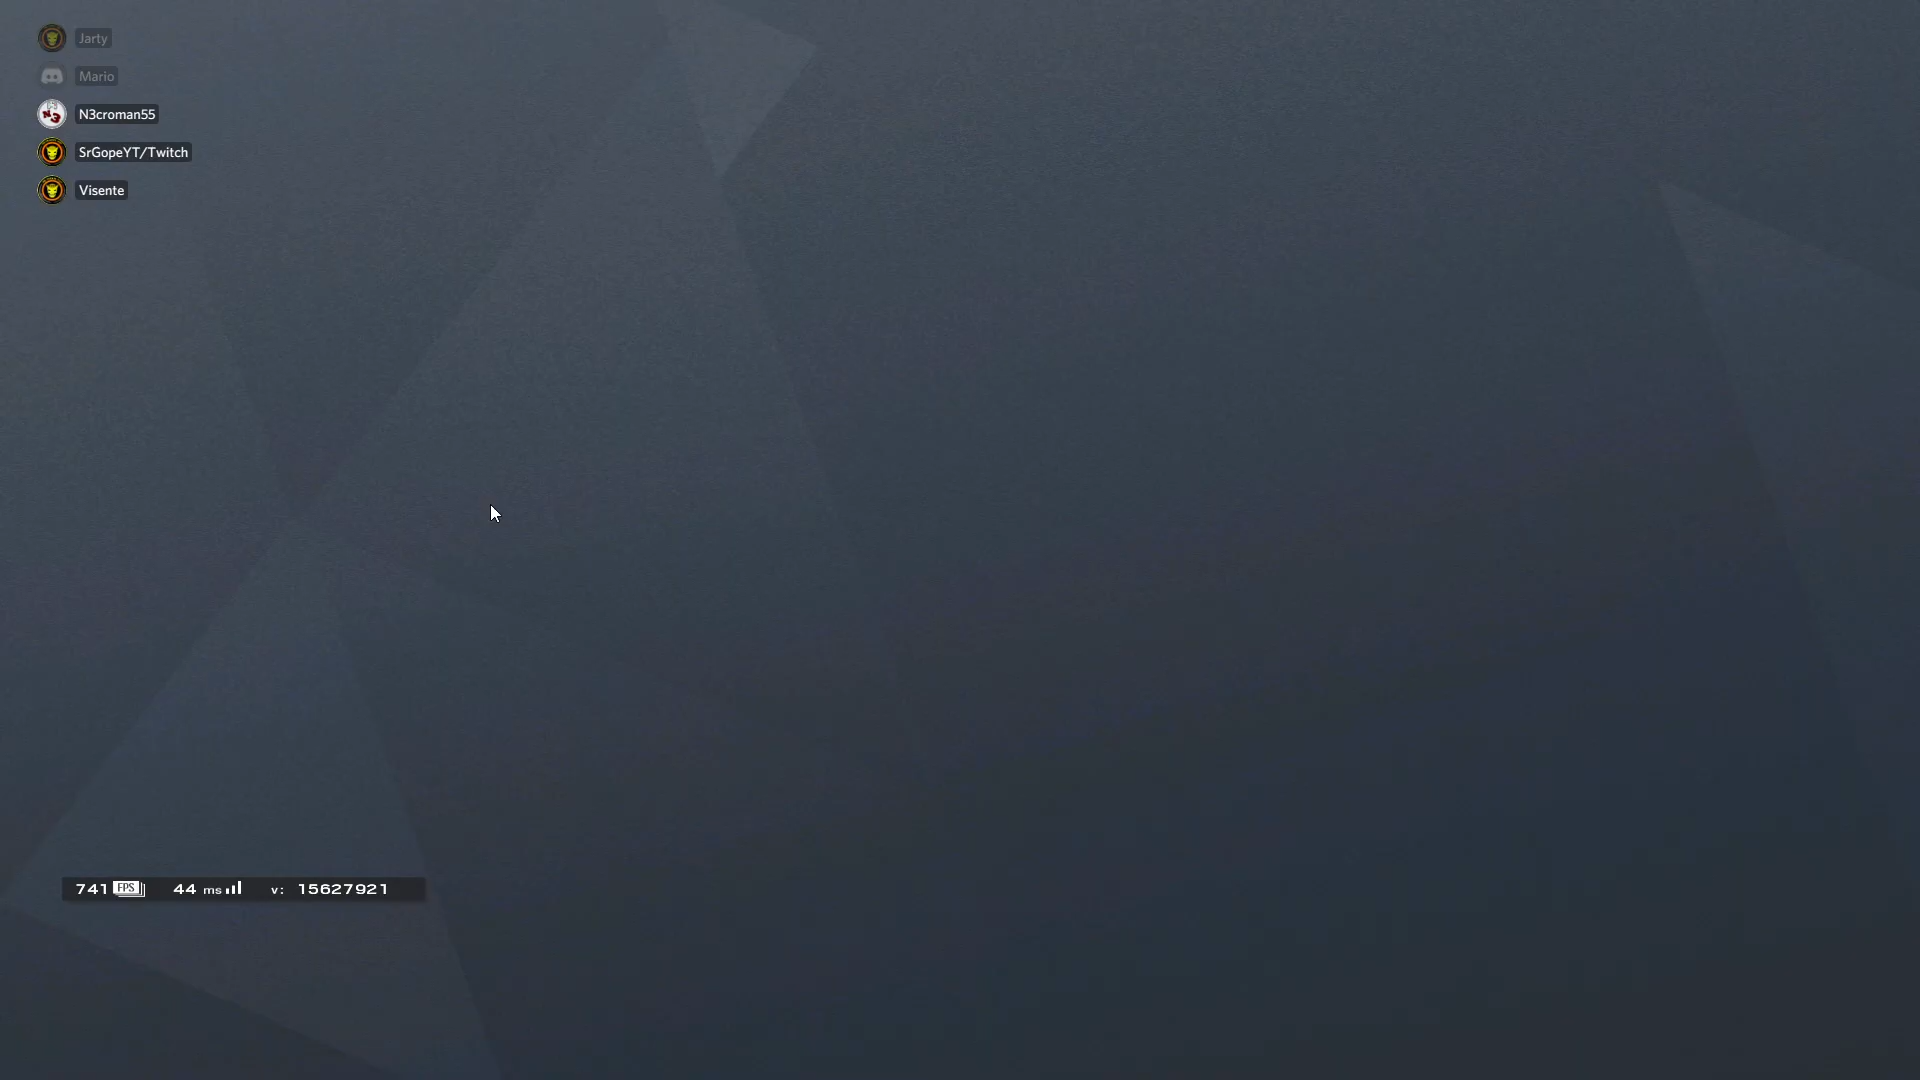 Jarty
Mario
N3croman55
SrGopeYT/Twitch
Visente
741 FPS 44 ms v: 15627921